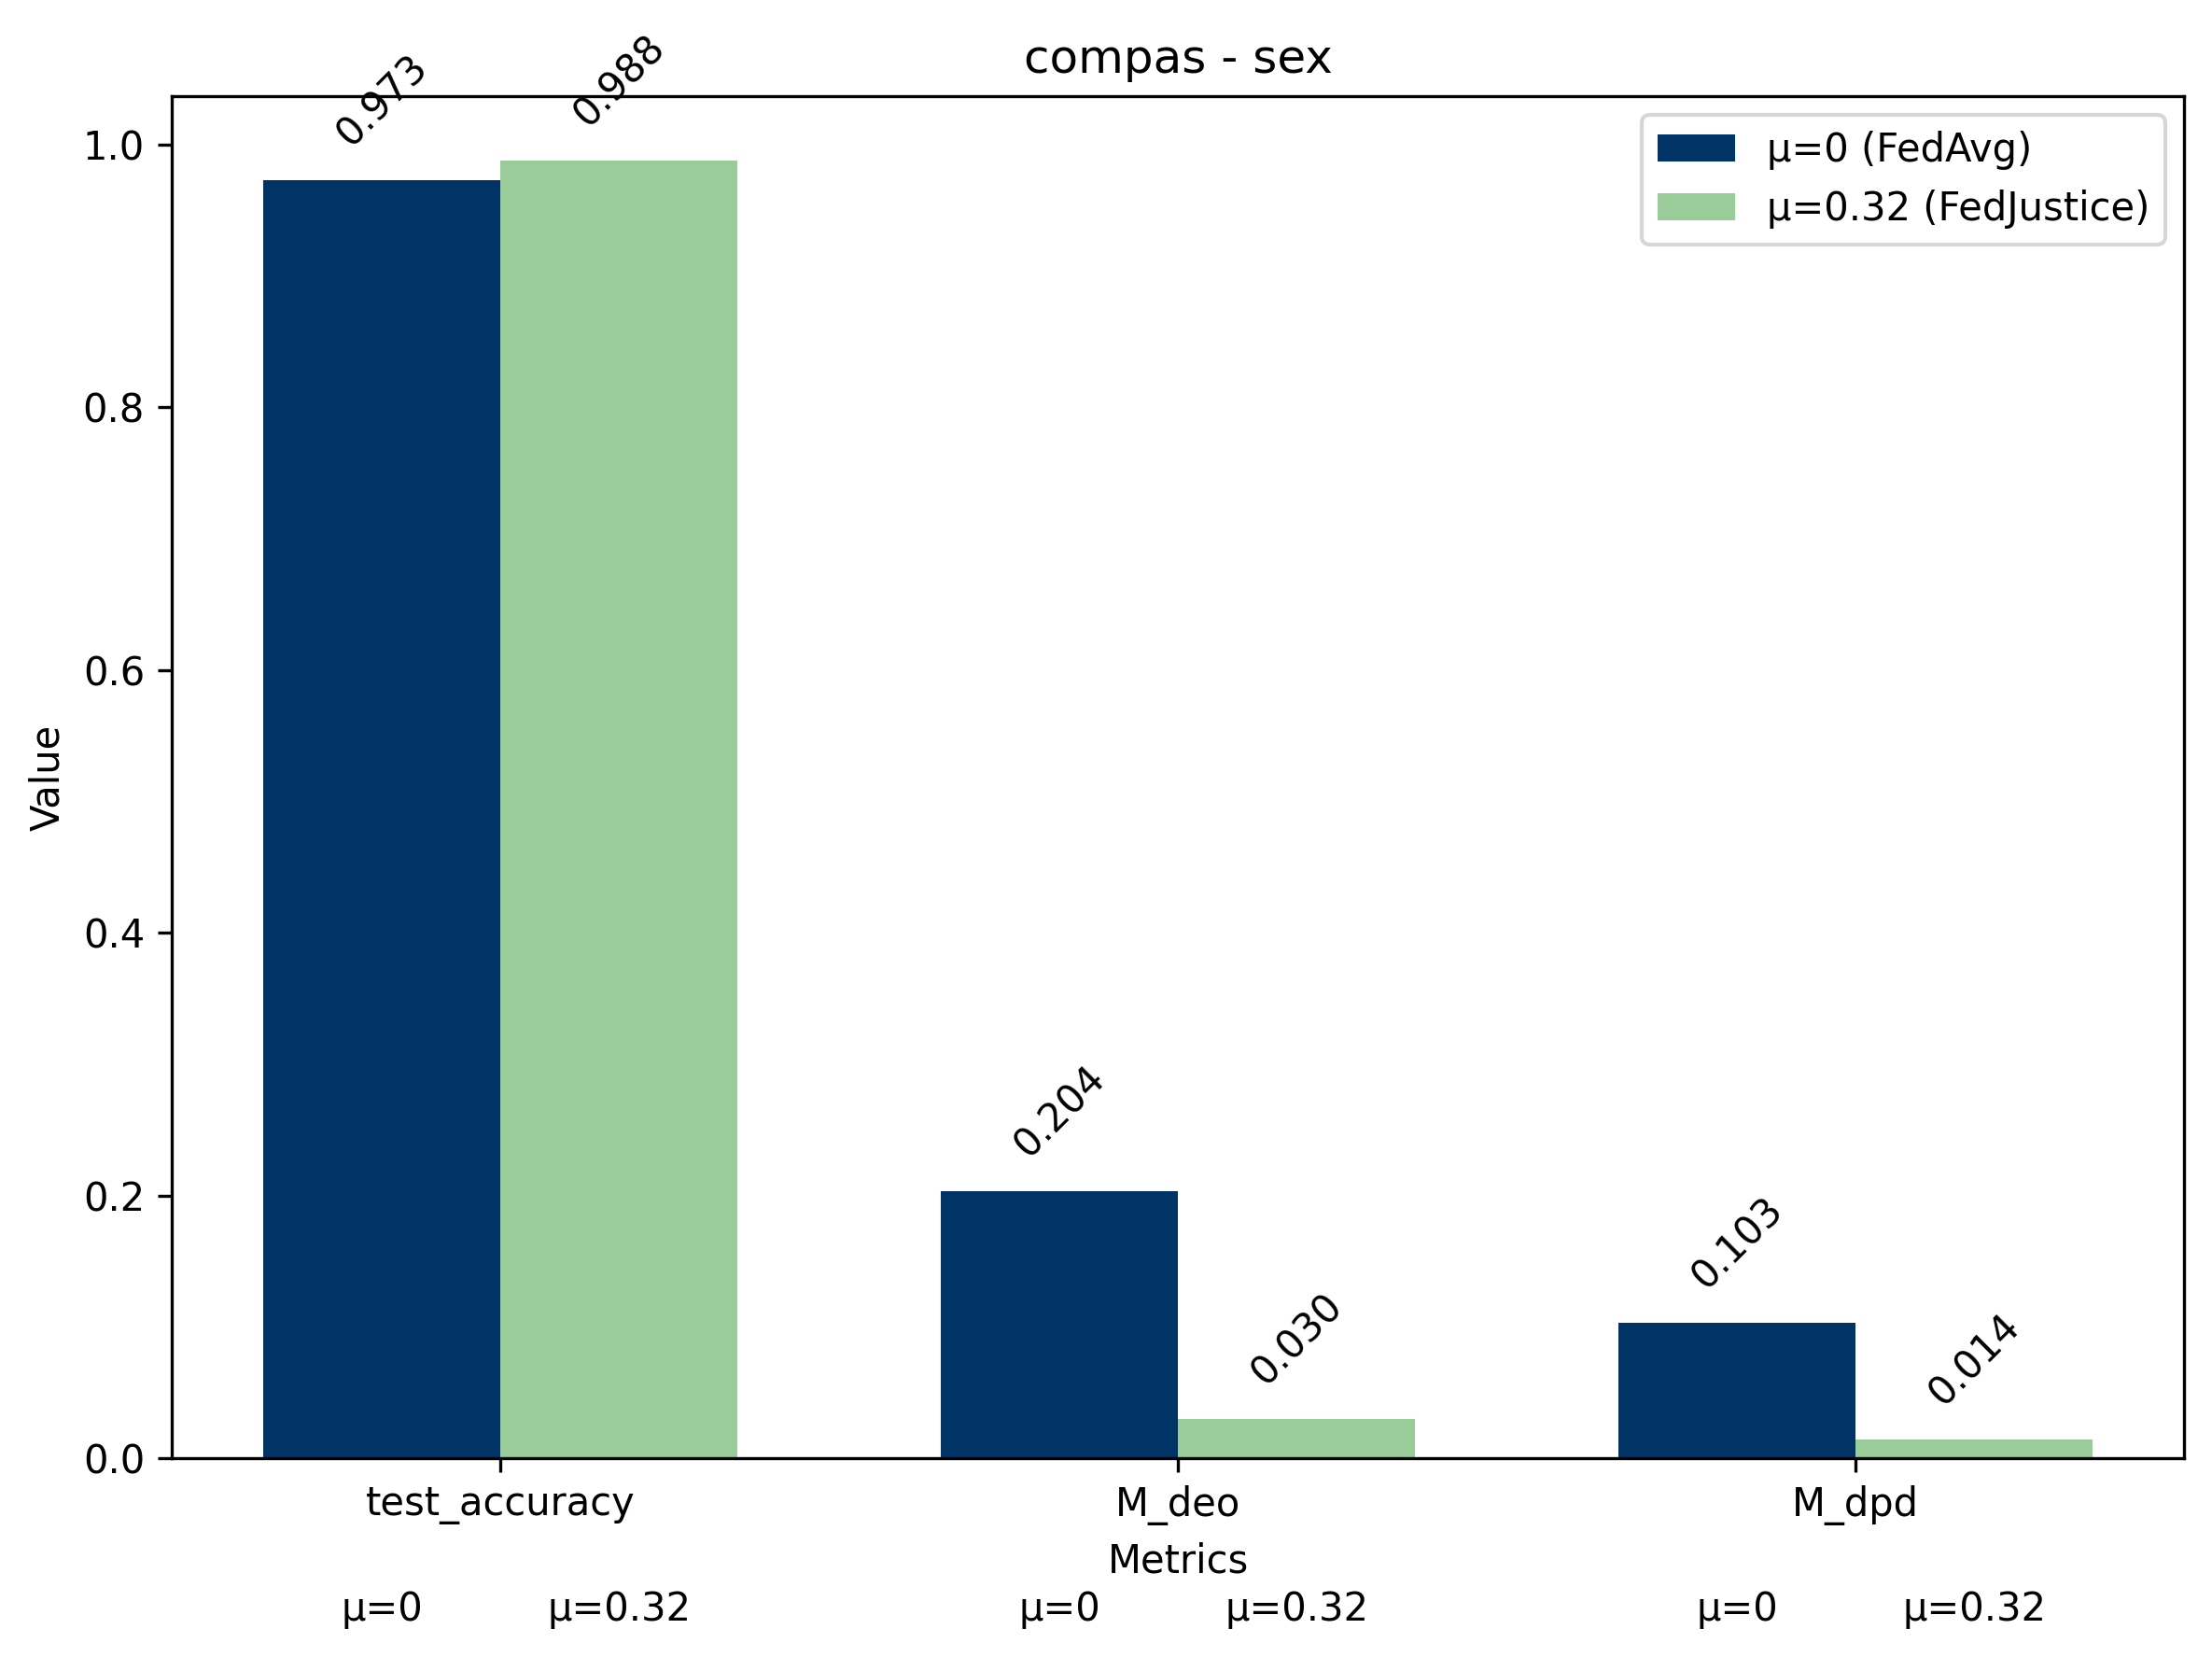 compas - sex
0.973
0.988
μ=0 (FedAvg)
μ=0.32 (FedJustice)
1.0
0.8
0.6
0.4
0.2
0.0
Value
0.204
0.030
0.103
0.014
test_accuracy
M_deo
M_dpd
Metrics
μ=0
μ=0.32
μ=0
μ=0.32
μ=0
μ=0.32